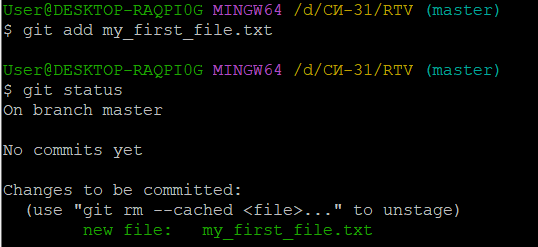 User@DESKTOP-RAQPI0G MINGW64 /d/СИ-31/RTV (master)
$ git add my_first_file.txt
User@DESKTOP-RAQPI0G MINGW64 /d/СИ-31/RTV (master)
$ git status
On branch master
No commits yet
Changes to be committed:
(use "git rm --cached <file>..." to unstage)
new file: my_first_file.txt